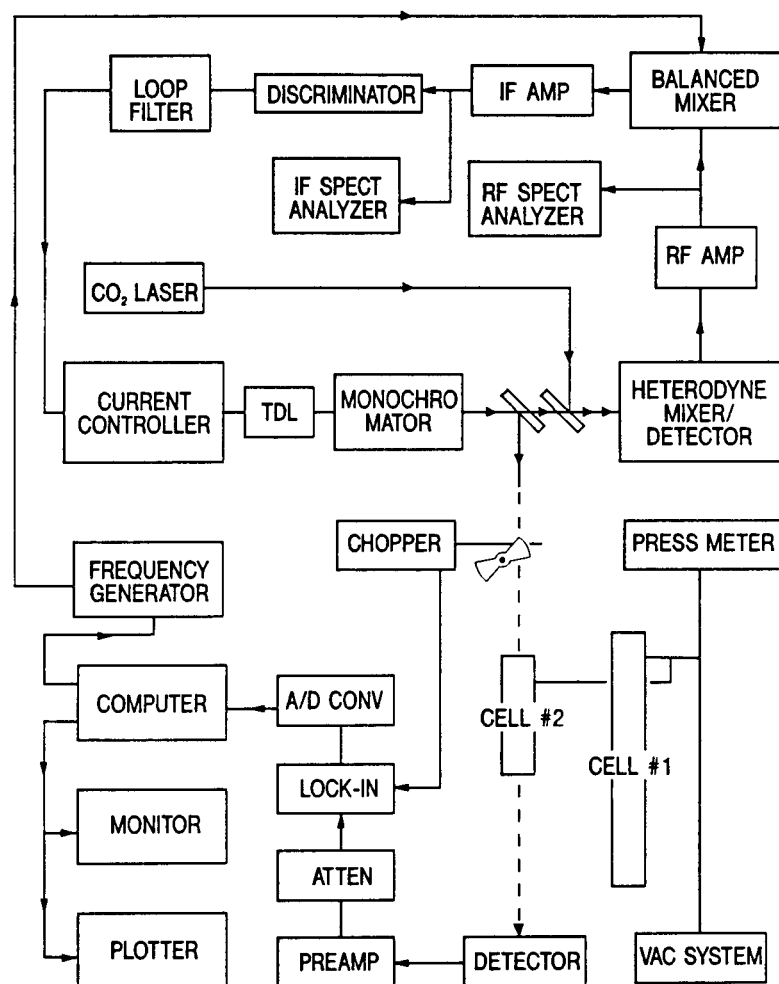 LOOP
FILTER
DISCRIMINATOR
IF AMP
BALANCED
MIXER
IF SPECT
ANALYZER
RF SPECT
ANALYZER
RF AMP
CO₂ LASER
CURRENT
CONTROLLER
TDL
MONOCHRO
MATOR
HETERODYNE
MIXER/
DETECTOR
CHOPPER
PRESS METER
FREQUENCY
GENERATOR
COMPUTER
A/D CONV
CELL #2
CELL #1
LOCK-IN
MONITOR
ATTEN
PLOTTER
PREAMP
DETECTOR
VAC SYSTEM